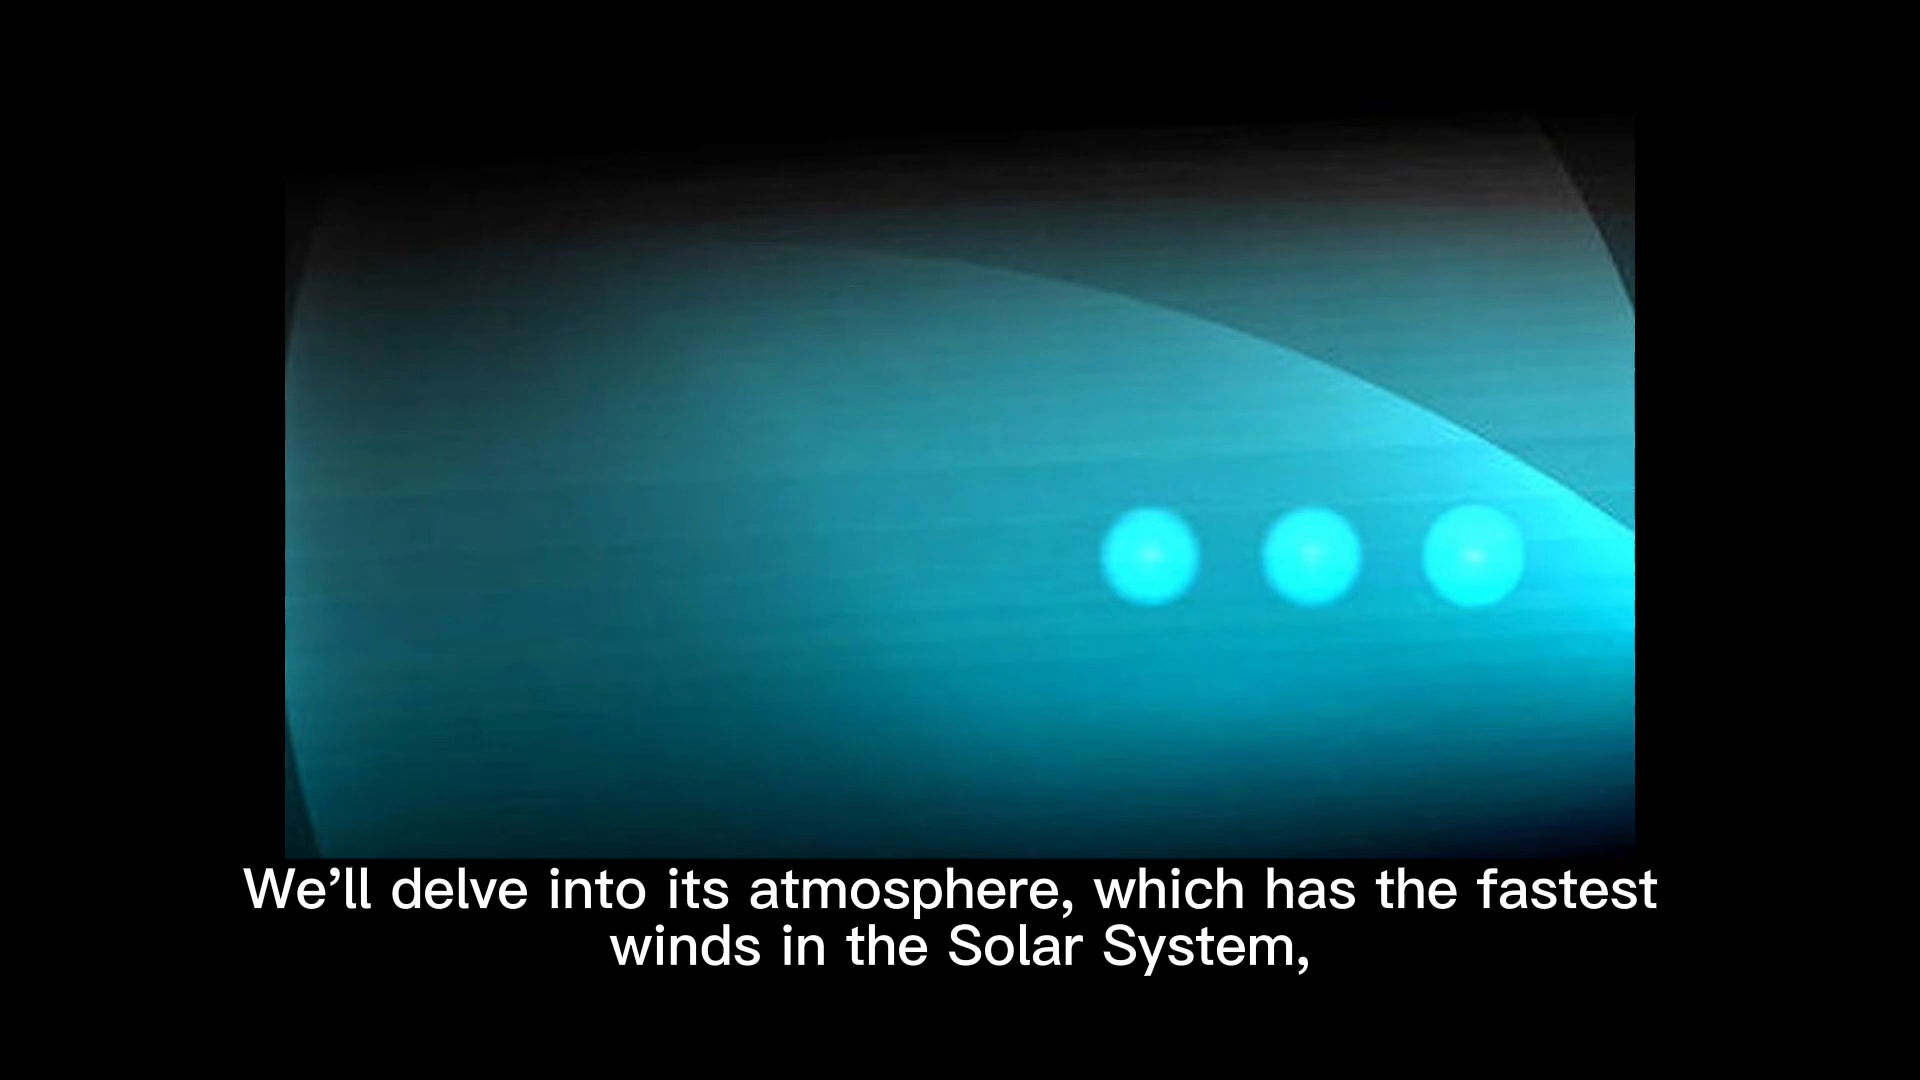 We’ll delve into its atmosphere, which has the fastest
winds in the Solar System,